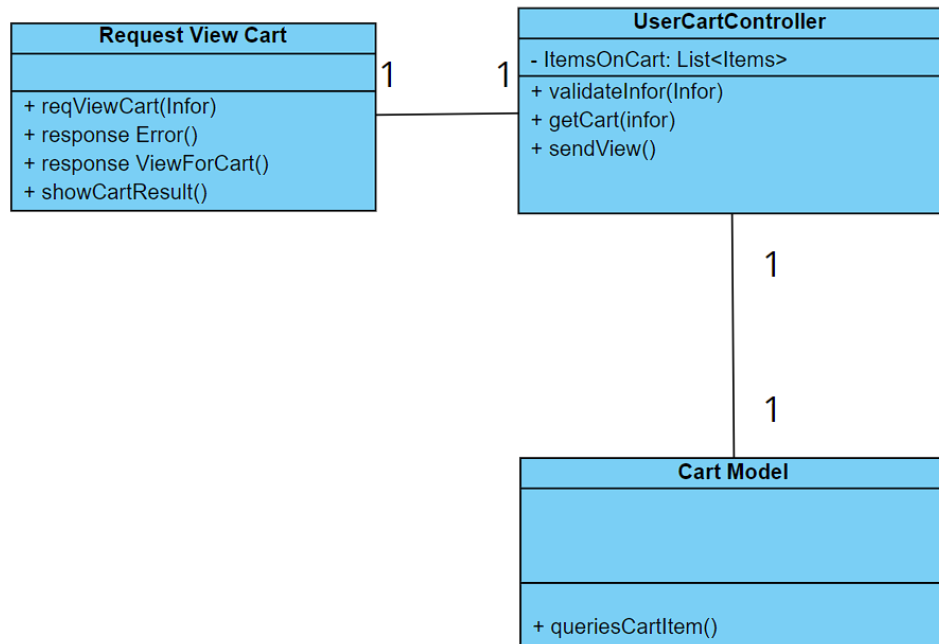 Request View Cart
+ reqViewCart(Infor)
+ response Error()
+ response ViewForCart()
+ showCartResult()
1
1
UserCartController
- ItemsOnCart: List<Items>
+ validateInfor(Infor)
+ getCart(infor)
+ sendView()
1
1
Cart Model
+ queriesCartItem()